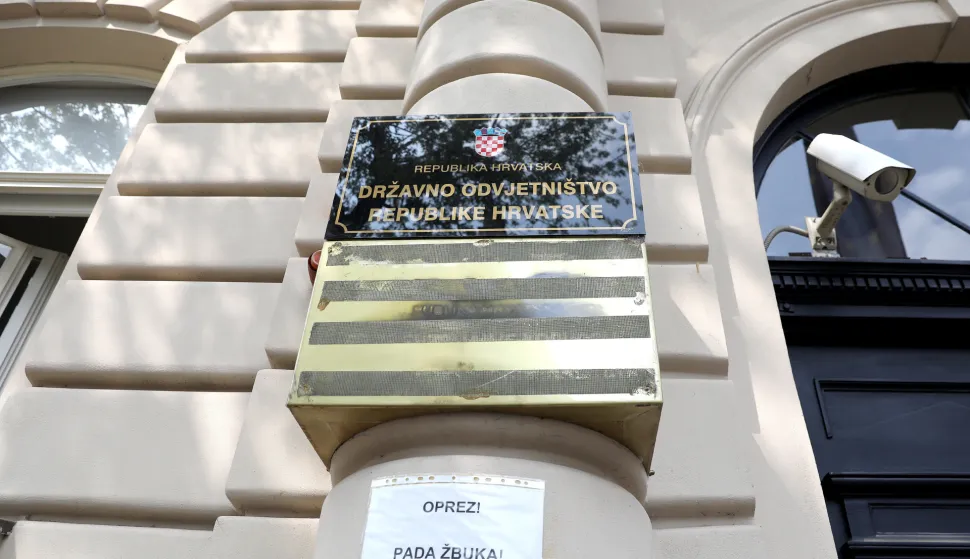 REPUBLIKA HRVATSKA
DRŽAVNO ODVJETNIŠTVO
REPUBLIKE HRVATSKE
OPREZ!
PADA ŽBUKA!